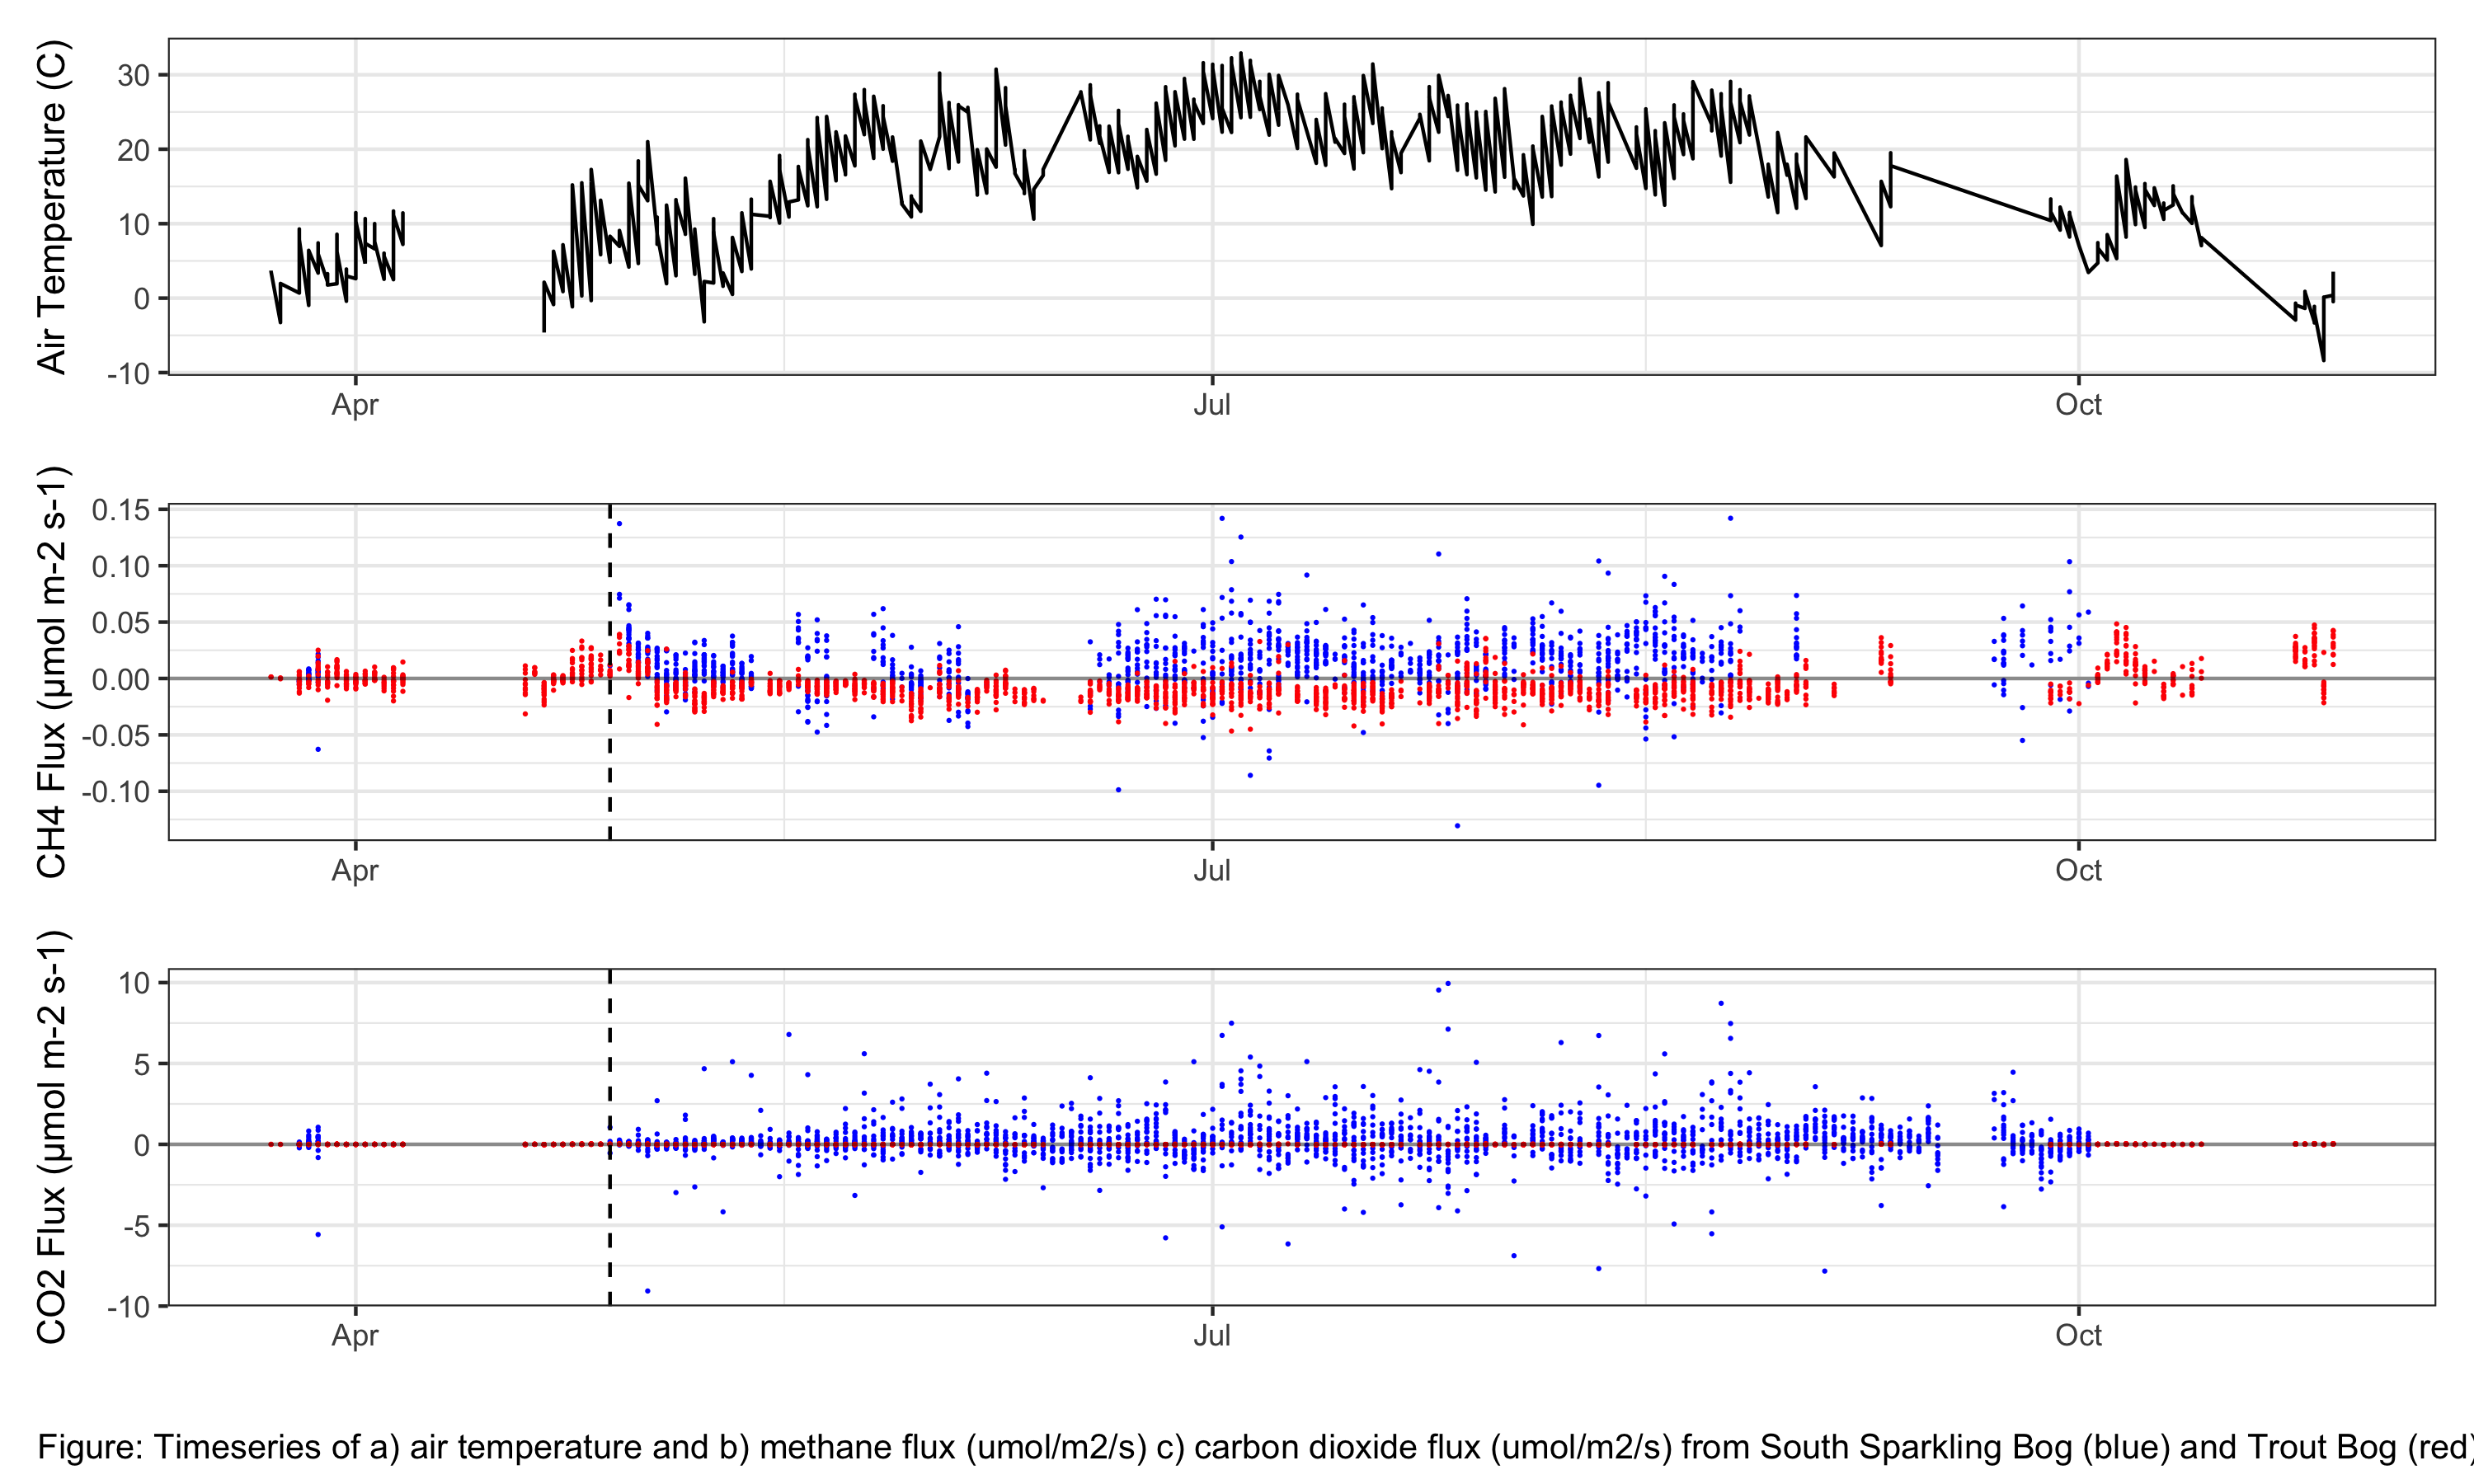 Air Temperature (C)
30
20
10
0
-10
Apr
Jul
Oct
CH4 Flux (µmol m-2 s-1)
0.15
0.10
0.05
0.00
-0.05
-0.10
Apr
Jul
Oct
CO2 Flux (µmol m-2 s-1)
10
5
0
-5
-10
Apr
Jul
Oct
Figure: Timeseries of a) air temperature and b) methane flux (umol/m2/s) c) carbon dioxide flux (umol/m2/s) from South Sparkling Bog (blue) and Trout Bog (red)